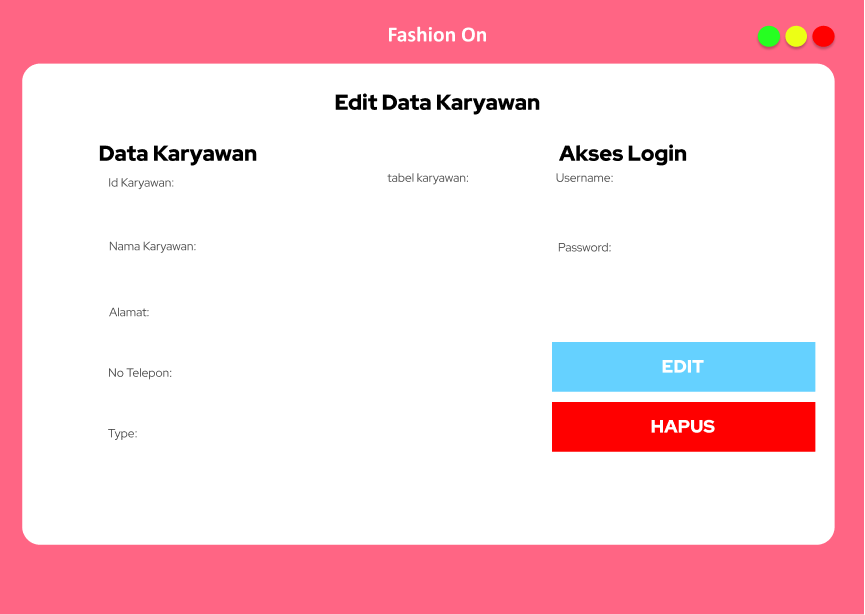 Fashion On
Edit Data Karyawan
Data Karyawan
Id Karyawan:
Nama Karyawan:
Alamat:
No Telepon:
Type:
tabel karyawan:
Akses Login
Username:
Password:
EDIT
HAPUS